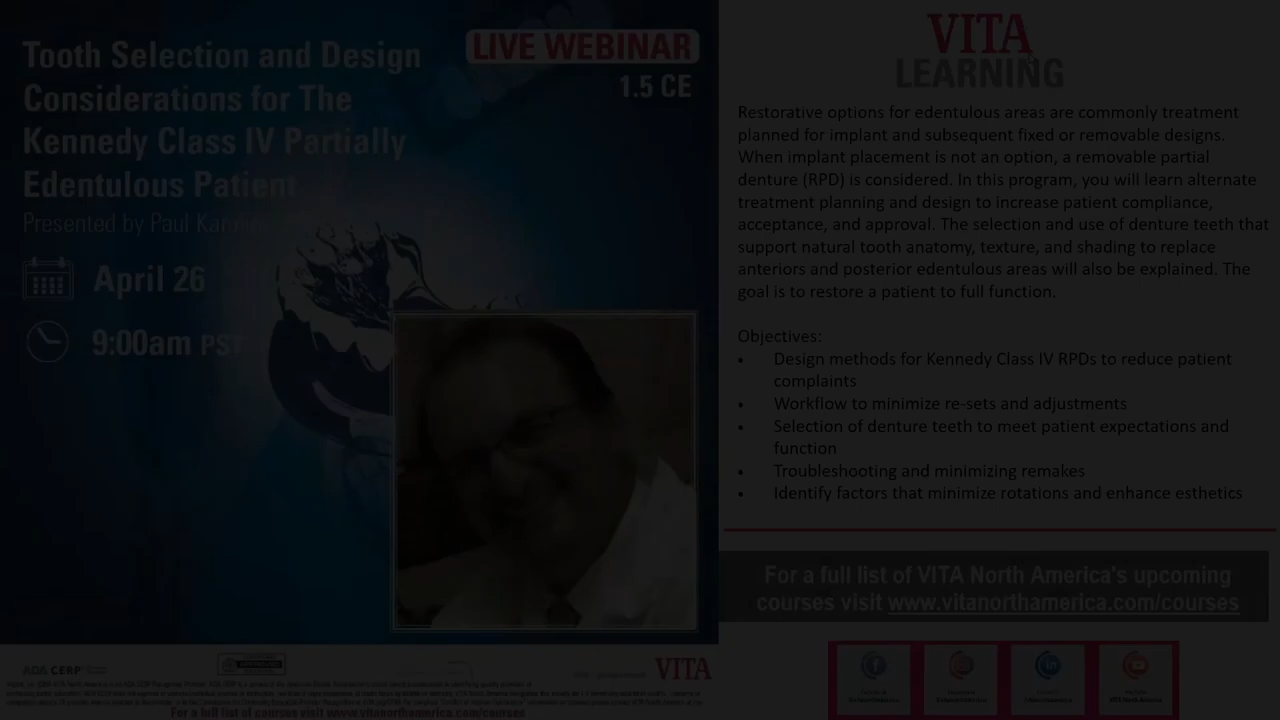 Tooth Selection and Design
Considerations for The
Kennedy Class IV Partially
Edentulous Patient
Presented by Paul
April 26
9:00am PST
LIVE WEBINAR
1.5 CE
VITA
LEARNING
Restorative options for edentulous areas are commonly treatment
planned for implant and subsequent fixed or removable designs.
When implant placement is not an option, a removable partial
denture (RPD) is considered. In this program, you will learn alternate
treatment planning and design to increase patient compliance,
acceptance, and approval. The selection and use of denture teeth that
support natural tooth anatomy, texture, and shading to replace
anteriors and posterior edentulous areas will also be explained. The
goal is to restore a patient to full function.
Objectives:
• Design methods for Kennedy Class IV RPDs to reduce patient
complaints
• Workflow to minimize re-sets and adjustments
• Selection of denture teeth to meet patient expectations and
function
• Troubleshooting and minimizing remakes
• Identify factors that minimize rotations and enhance esthetics
For a full list of VITA North America's upcoming
courses visit www.vitanorthamerica.com/courses
ADA CERP
VITA
For a full list of courses visit www.vitanorthamerica.com/courses